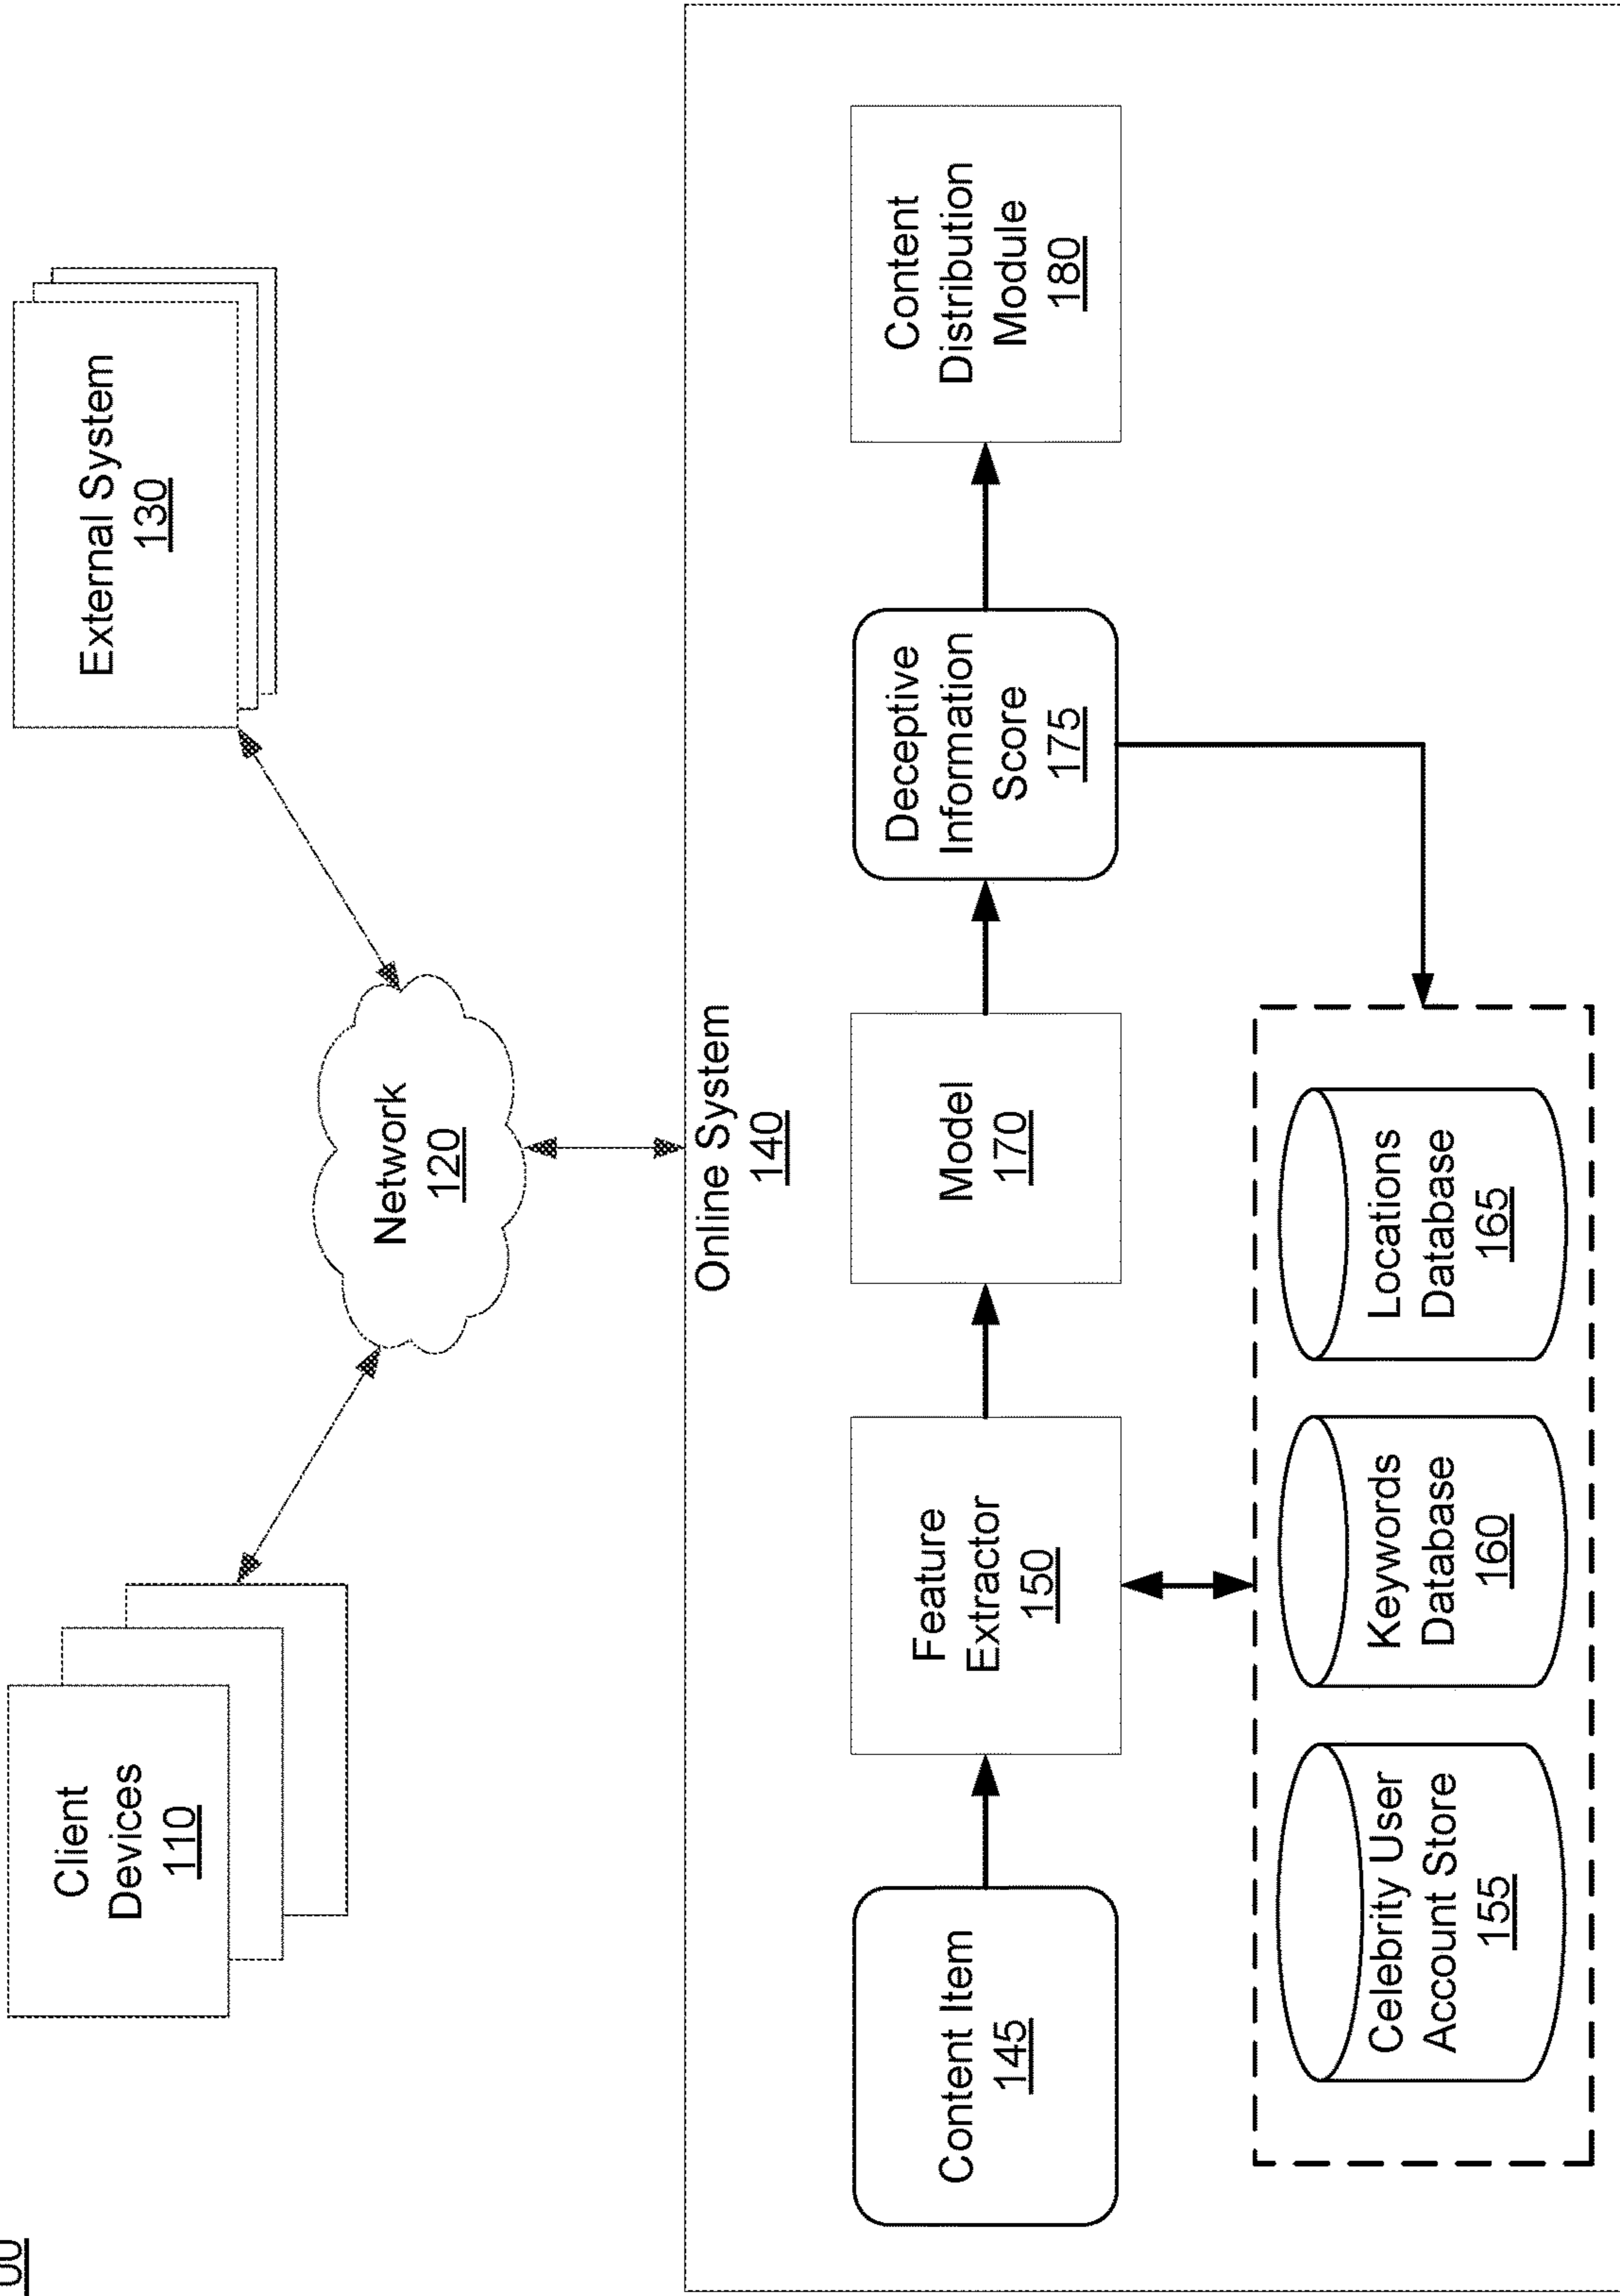 Client
Devices
110
External System
130
Network
120
Online System
140
Content Item
145
Feature
Extractor
150
Model
170
Deceptive
Information
Score
175
Content
Distribution
Module
180
Celebrity User
Account Store
155
Keywords
Database
160
Locations
Database
165